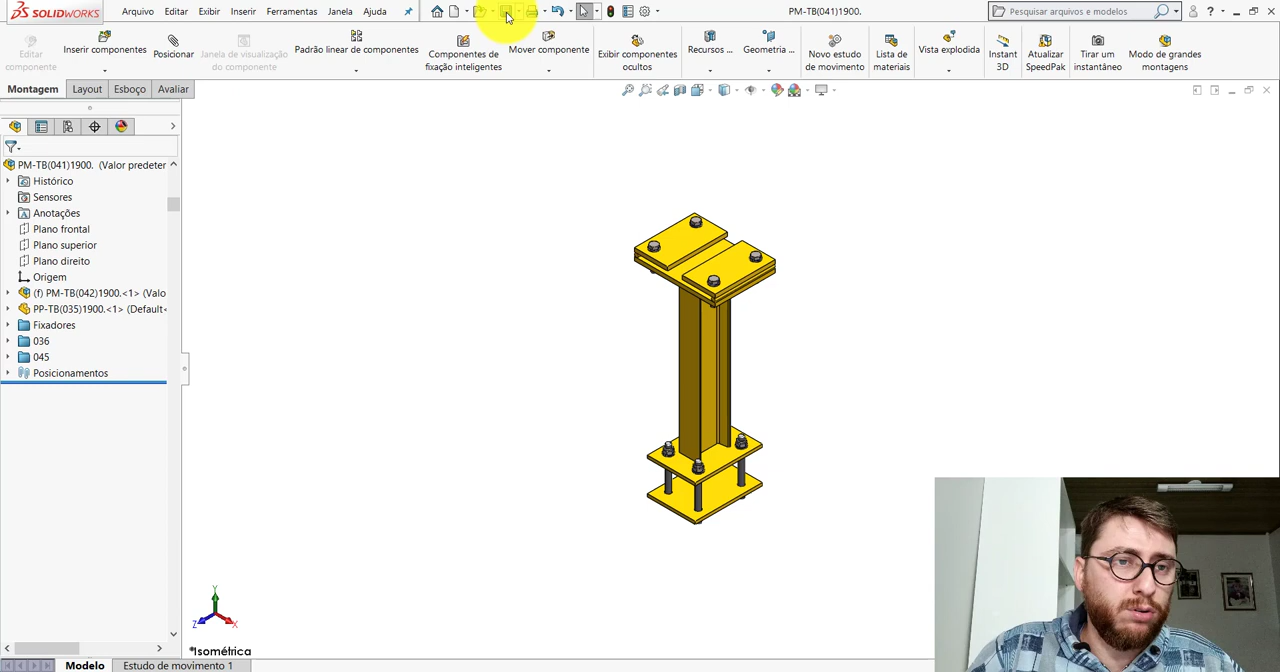 SOLIDWORKS
Arquivo Editar Exibir Inserir Ferramentas Janela Ajuda
PM-TB(041)1900.
Pesquisar arquivos e modelos
?
Editar
componente
Inserir componentes
Posicionar
Janela de visualização
do componente
Padrão linear de componentes
Componentes de
fixação inteligentes
Mover componente
Exibir componentes
ocultos
Recursos ...
Geometria ...
Novo estudo
de movimento
Lista de
materiais
Vista explodida
Instant
3D
Atualizar
SpeedPak
Tirar um
instantâneo
Modo de grandes
montagens
Montagem Layout Esboço Avaliar
PM-TB(041)1900. (Valor predeter
Histórico
Sensores
Anotações
Plano frontal
Plano superior
Plano direito
Origem
(f) PM-TB(042)1900.<1> (Valo
PP-TB(035)1900.<1> (Default<
Fixadores
036
045
Posicionamentos
Y
Z
X
*Isométrica
Modelo Estudo de movimento 1